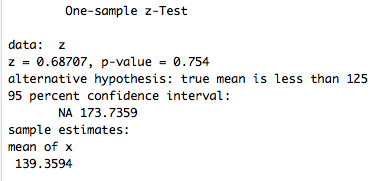 One-sample z-Test
data: z
z = 0.68707, p-value = 0.754
alternative hypothesis: true mean is less than 125
95 percent confidence interval:
NA 173.7359
sample estimates:
mean of x
139.3594